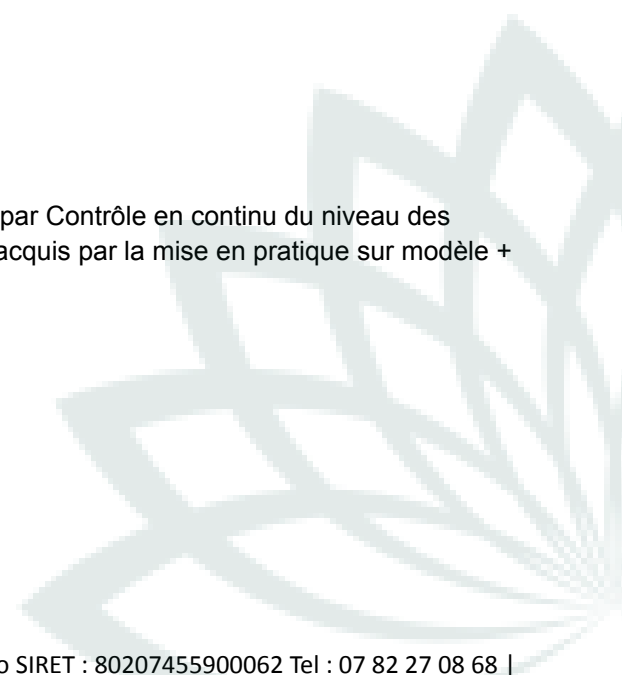 par Contrôle en continu du niveau des
acquis par la mise en pratique sur modèle +
o SIRET : 80207455900062 Tel : 07 82 27 08 68 |